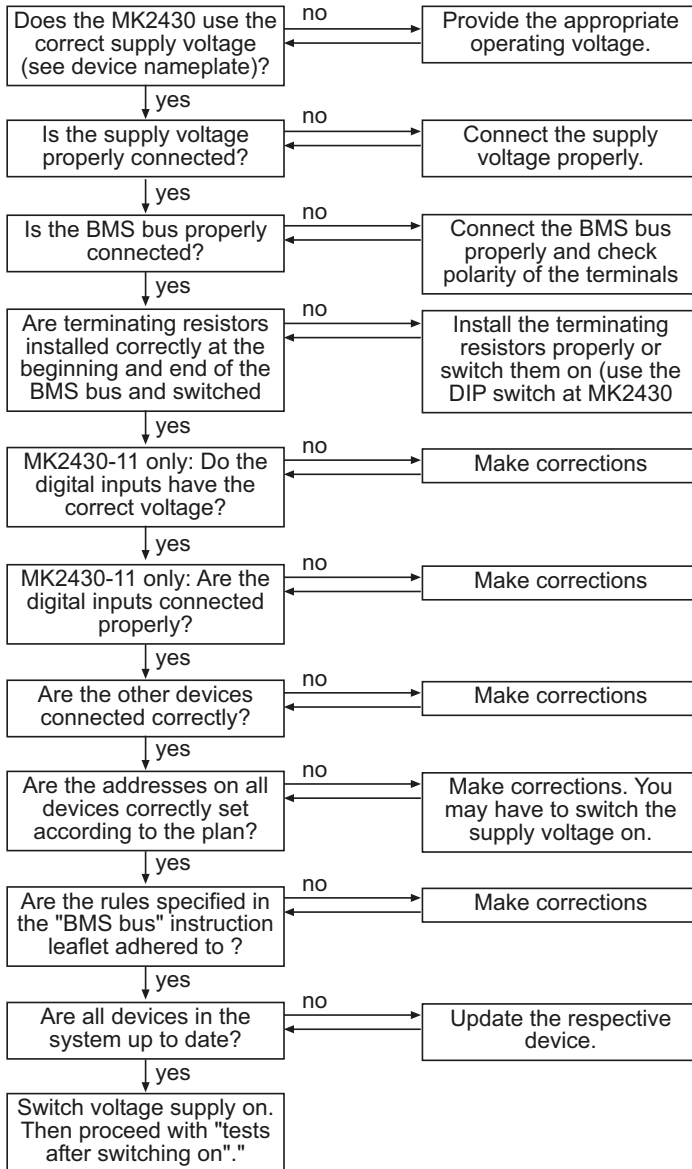 Does the MK2430 use the
correct supply voltage
(see device nameplate)?
no
Provide the appropriate
operating voltage.
yes
Is the supply voltage
properly connected?
no
Connect the supply
voltage properly.
yes
Is the BMS bus properly
connected?
no
Connect the BMS bus
properly and check
polarity of the terminals
yes
Are terminating resistors
installed correctly at the
beginning and end of the
BMS bus and switched
no
Install the terminating
resistors properly or
switch them on (use the
DIP switch at MK2430
yes
MK2430-11 only: Do the
digital inputs have the
correct voltage?
no
Make corrections
yes
MK2430-11 only: Are the
digital inputs connected
properly?
no
Make corrections
yes
Are the other devices
connected correctly?
no
Make corrections
yes
Are the addresses on all
devices correctly set
according to the plan?
no
Make corrections. You
may have to switch the
supply voltage on.
yes
Are the rules specified in
the "BMS bus" instruction
leaflet adhered to ?
no
Make corrections
yes
Are all devices in the
system up to date?
no
Update the respective
device.
yes
Switch voltage supply on.
Then proceed with "tests
after switching on"."